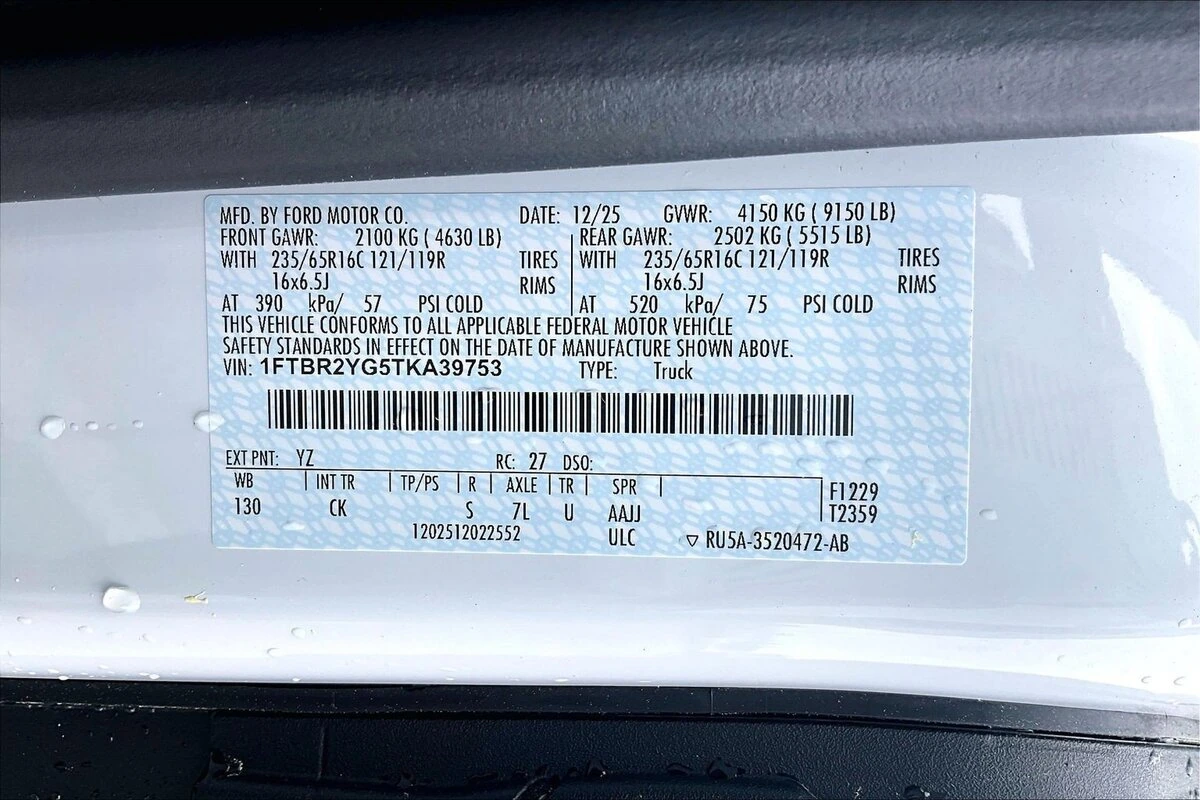 MFD. BY FORD MOTOR CO. DATE: 12/25 GVWR: 4150 KG ( 9150 LB)
FRONT GAWR: 2100 KG ( 4630 LB) REAR GAWR: 2502 KG ( 5515 LB)
WITH 235/65R16C 121/119R TIRES WITH 235/65R16C 121/119R TIRES
16x6.5J RIMS 16x6.5J RIMS
AT 390 kPa/ 57 PSI COLD AT 520 kPa/ 75 PSI COLD
THIS VEHICLE CONFORMS TO ALL APPLICABLE FEDERAL MOTOR VEHICLE
SAFETY STANDARDS IN EFFECT ON THE DATE OF MANUFACTURE SHOWN ABOVE.
VIN: 1FTBR2YG5TKA39753 TYPE: Truck
EXT PNT: YZ RC: 27 DSO:
WB INT TR TP/PS R AXLE TR SPR F1229
130 CK S 7L U AAJJ T2359
1202512022552 ULC ▽ RU5A-3520472-AB